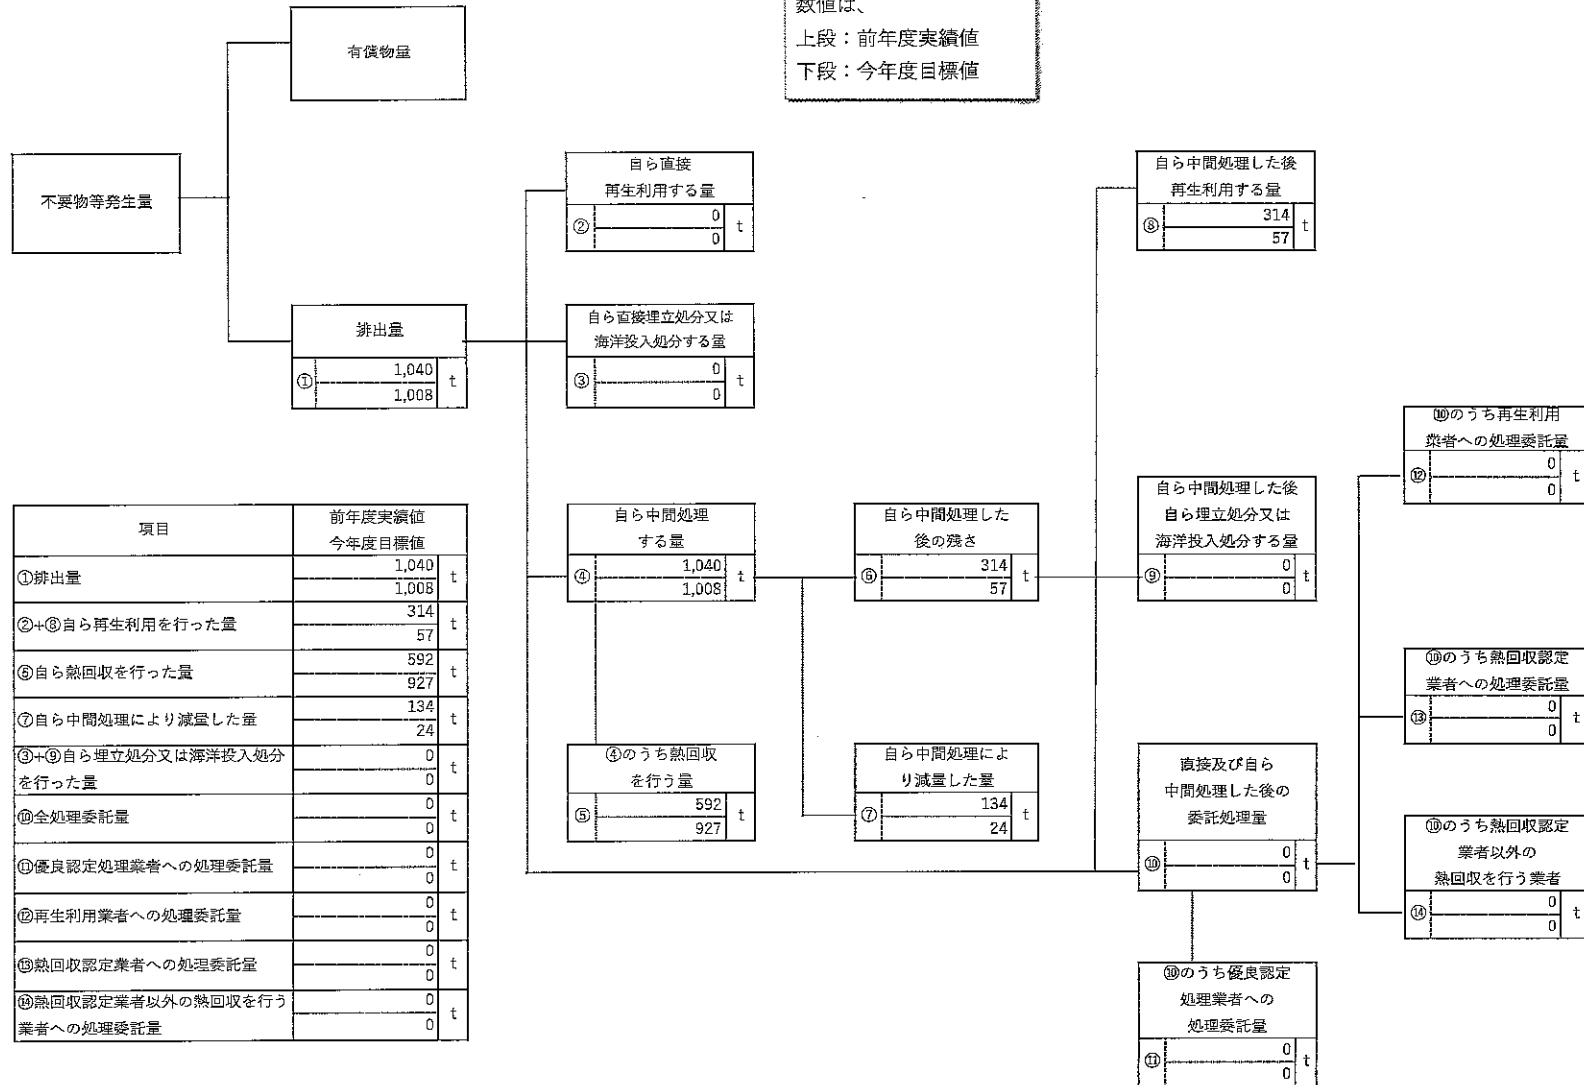 数値は、
上段：前年度実績値
下段：今年度目標値
有償物量
不要物等発生量
自ら直接
再生利用する量
② 0 t
0
自ら中間処理した後
再生利用する量
⑧ 314 t
57
排出量
① 1,040 t
1,008
自ら直接埋立処分又は
海洋投入処分する量
③ 0 t
0
⑩のうち再生利用
業者への処理委託量
⑫ 0 t
0
自ら中間処理
する量
④ 1,040 t
1,008
自ら中間処理した
後の残さ
⑥ 314 t
57
自ら中間処理した後
自ら埋立処分又は
海洋投入処分する量
⑨ 0 t
0
⑩のうち熱回収認定
業者への処理委託量
⑬ 0 t
0
④のうち熱回収
を行う量
⑤ 592 t
927
自ら中間処理によ
り減量した量
⑦ 134 t
24
直接及び自ら
中間処理した後の
委託処理量
⑩ 0 t
0
⑩のうち熱回収認定
業者以外の
熱回収を行う業者
⑭ 0 t
0
⑩のうち優良認定
処理業者への
処理委託量
⑪ 0 t
0
項目 前年度実績値
今年度目標値
①排出量 1,040 t
1,008
②+⑧自ら再生利用を行った量 314 t
57
⑤自ら熱回収を行った量 592 t
927
⑦自ら中間処理により減量した量 134 t
24
③+⑨自ら埋立処分又は海洋投入処分 0 t
を行った量 0
⑩全処理委託量 0 t
0
⑪優良認定処理業者への処理委託量 0 t
0
⑫再生利用業者への処理委託量 0 t
0
⑬熱回収認定業者への処理委託量 0 t
0
⑭熱回収認定業者以外の熱回収を行う 0 t
業者への処理委託量 0